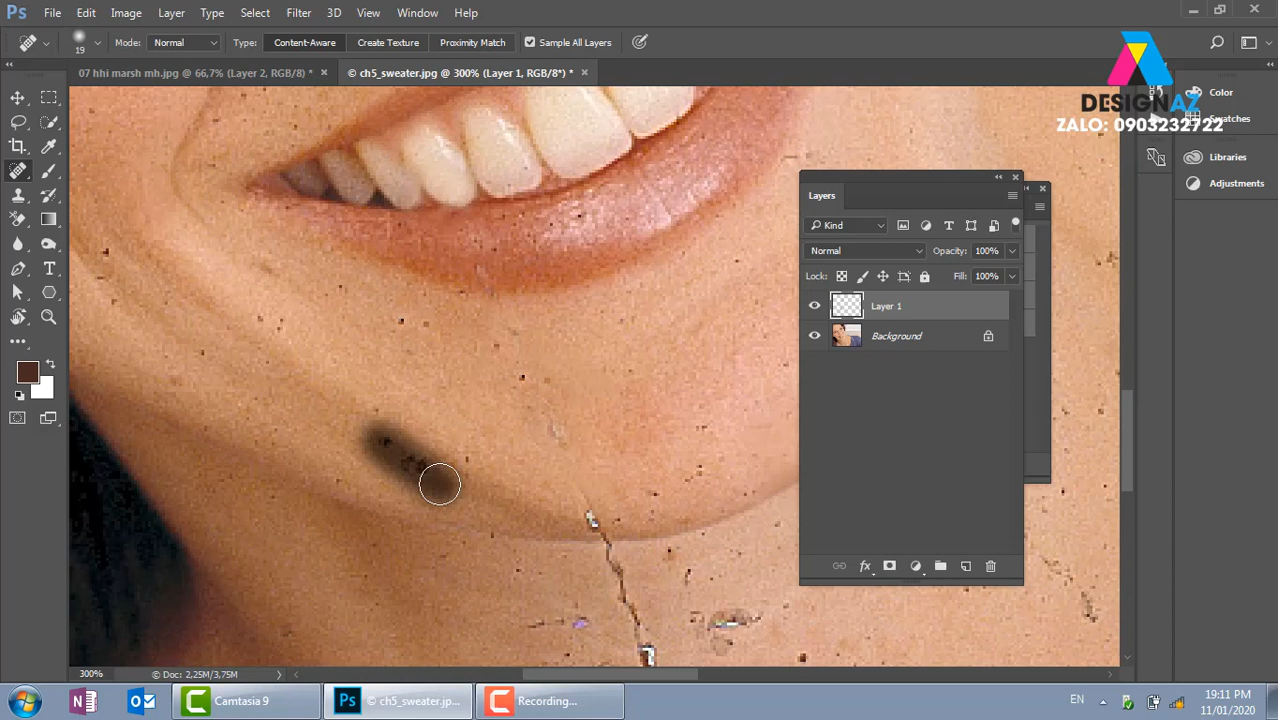 Ps File Edit Image Layer Type Select Filter 3D View Window Help
19 Mode: Normal Type: Content-Aware Create Texture Proximity Match Sample All Layers
07 hhi marsh mh.jpg @ 66,7% (Layer 2, RGB/8) * × © ch5_sweater.jpg @ 300% (Layer 1, RGB/8*) * ×
DESIGNAZ
ZALO: 0903232722
Color
Swatches
Libraries
Adjustments
Layers
Kind
Normal Opacity: 100%
Lock: Fill: 100%
Layer 1
Background
fx
300% © Doc: 2,25M/3,75M
Camtasia 9 Ps © ch5_sweater.jp... Recording... EN 19:11 PM
11/01/2020